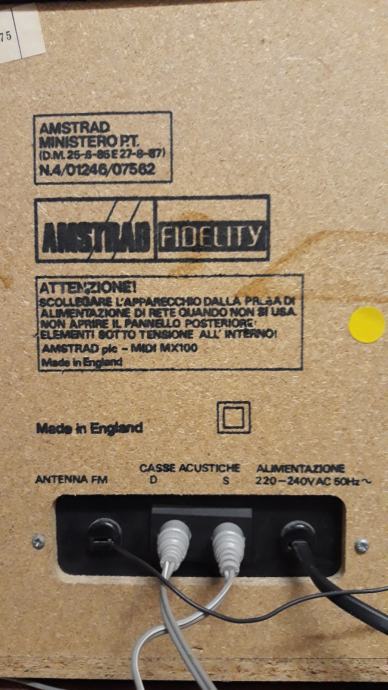 75
AMSTRAD
MINISTERO P.T.
(D.M. 25-6-85 E 27-8-87)
N.4/01246/07562
AMSTRAD FIDELITY
ATTENZIONE!
SCOLLEGARE L'APPARECCHIO DALLA PRESA DI
ALIMENTAZIONE DI RETE QUANDO NON SI USA
NON APRIRE IL PANNELLO POSTERIORE:
ELEMENTI SOTTO TENSIONE ALL' INTERNO!
AMSTRAD plc - MIDI MX100
Made in England
Made in England
CASSE ACUSTICHE ALIMENTAZIONE
ANTENNA FM D S 220-240V AC 50Hz ~